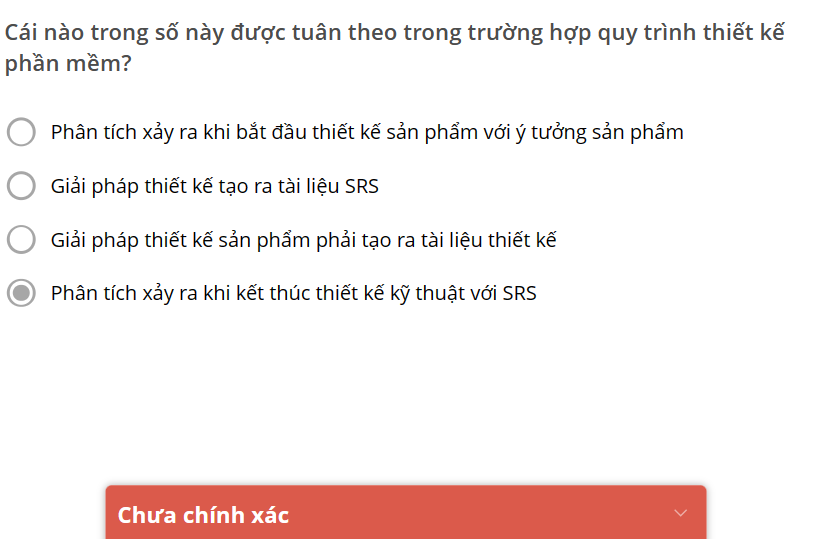 Cái nào trong số này được tuân theo trong trường hợp quy trình thiết kế
phần mềm?
Phân tích xảy ra khi bắt đầu thiết kế sản phẩm với ý tưởng sản phẩm
Giải pháp thiết kế tạo ra tài liệu SRS
Giải pháp thiết kế sản phẩm phải tạo ra tài liệu thiết kế
Phân tích xảy ra khi kết thúc thiết kế kỹ thuật với SRS
Chưa chính xác